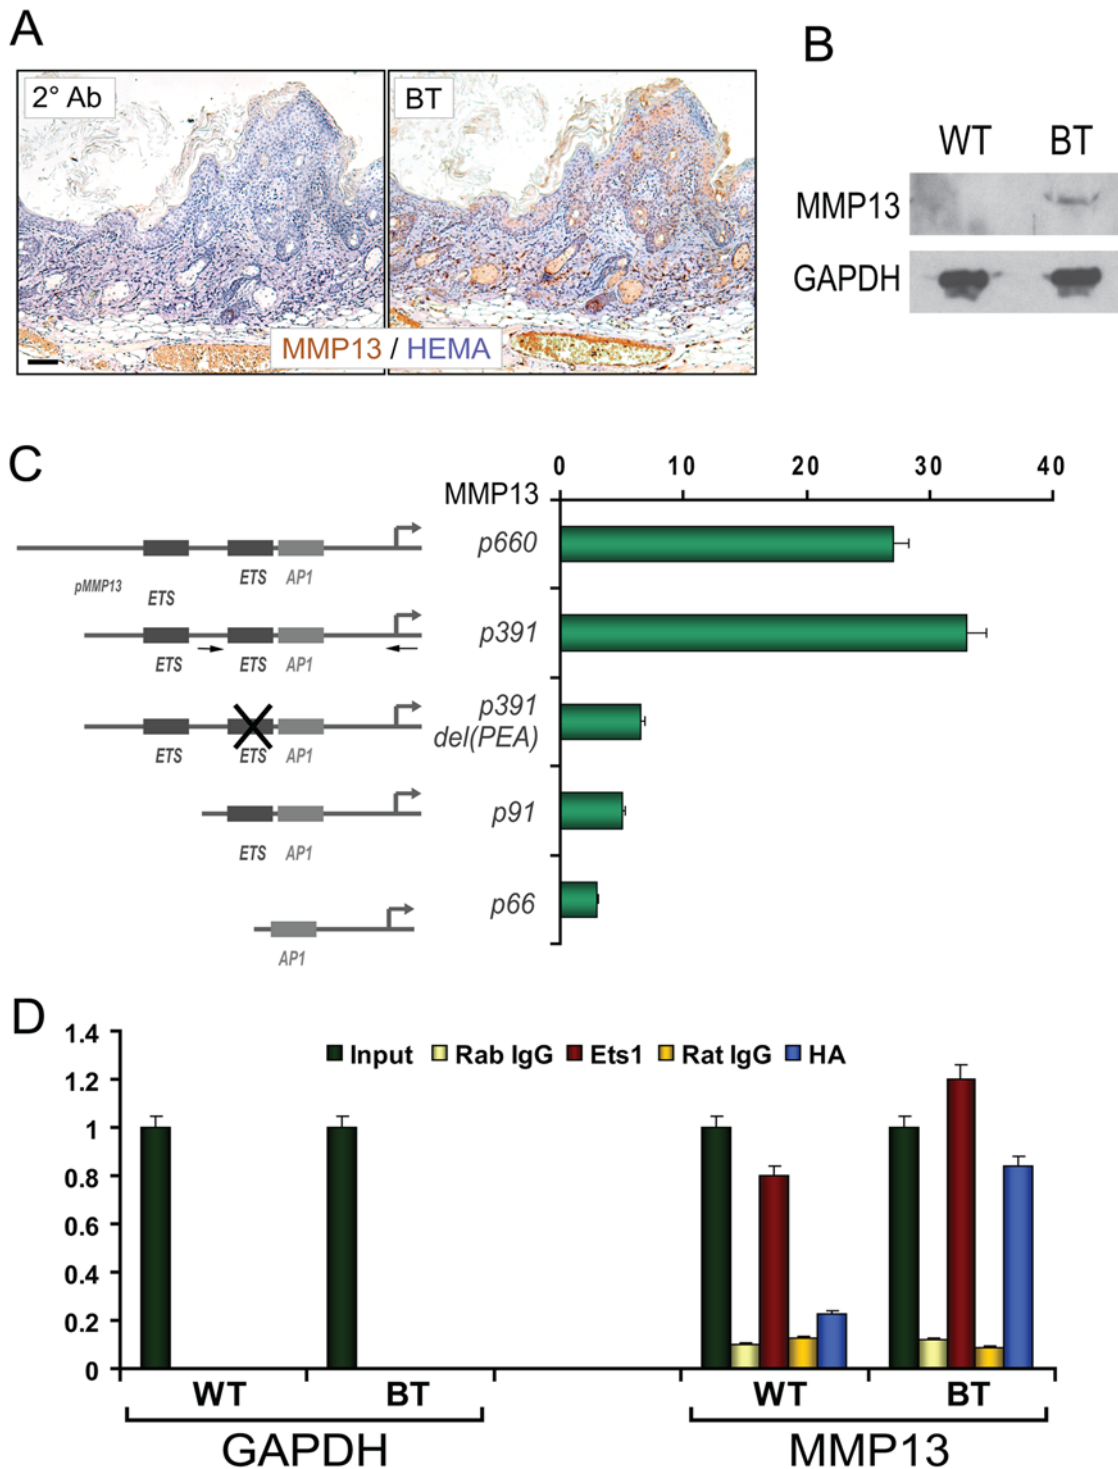 A
2° Ab
BT
MMP13 / HEMA
B
WT BT
MMP13
GAPDH
C
0 10 20 30 40
MMP13
p660
ETS AP1
pMMP13
ETS
p391
ETS ETS AP1
p391
del(PEA)
ETS ETS AP1
p91
ETS AP1
p66
AP1
D
1.4
1.2
1
0.8
0.6
0.4
0.2
0
Input Rab IgG Ets1 Rat IgG HA
WT BT WT BT
GAPDH MMP13